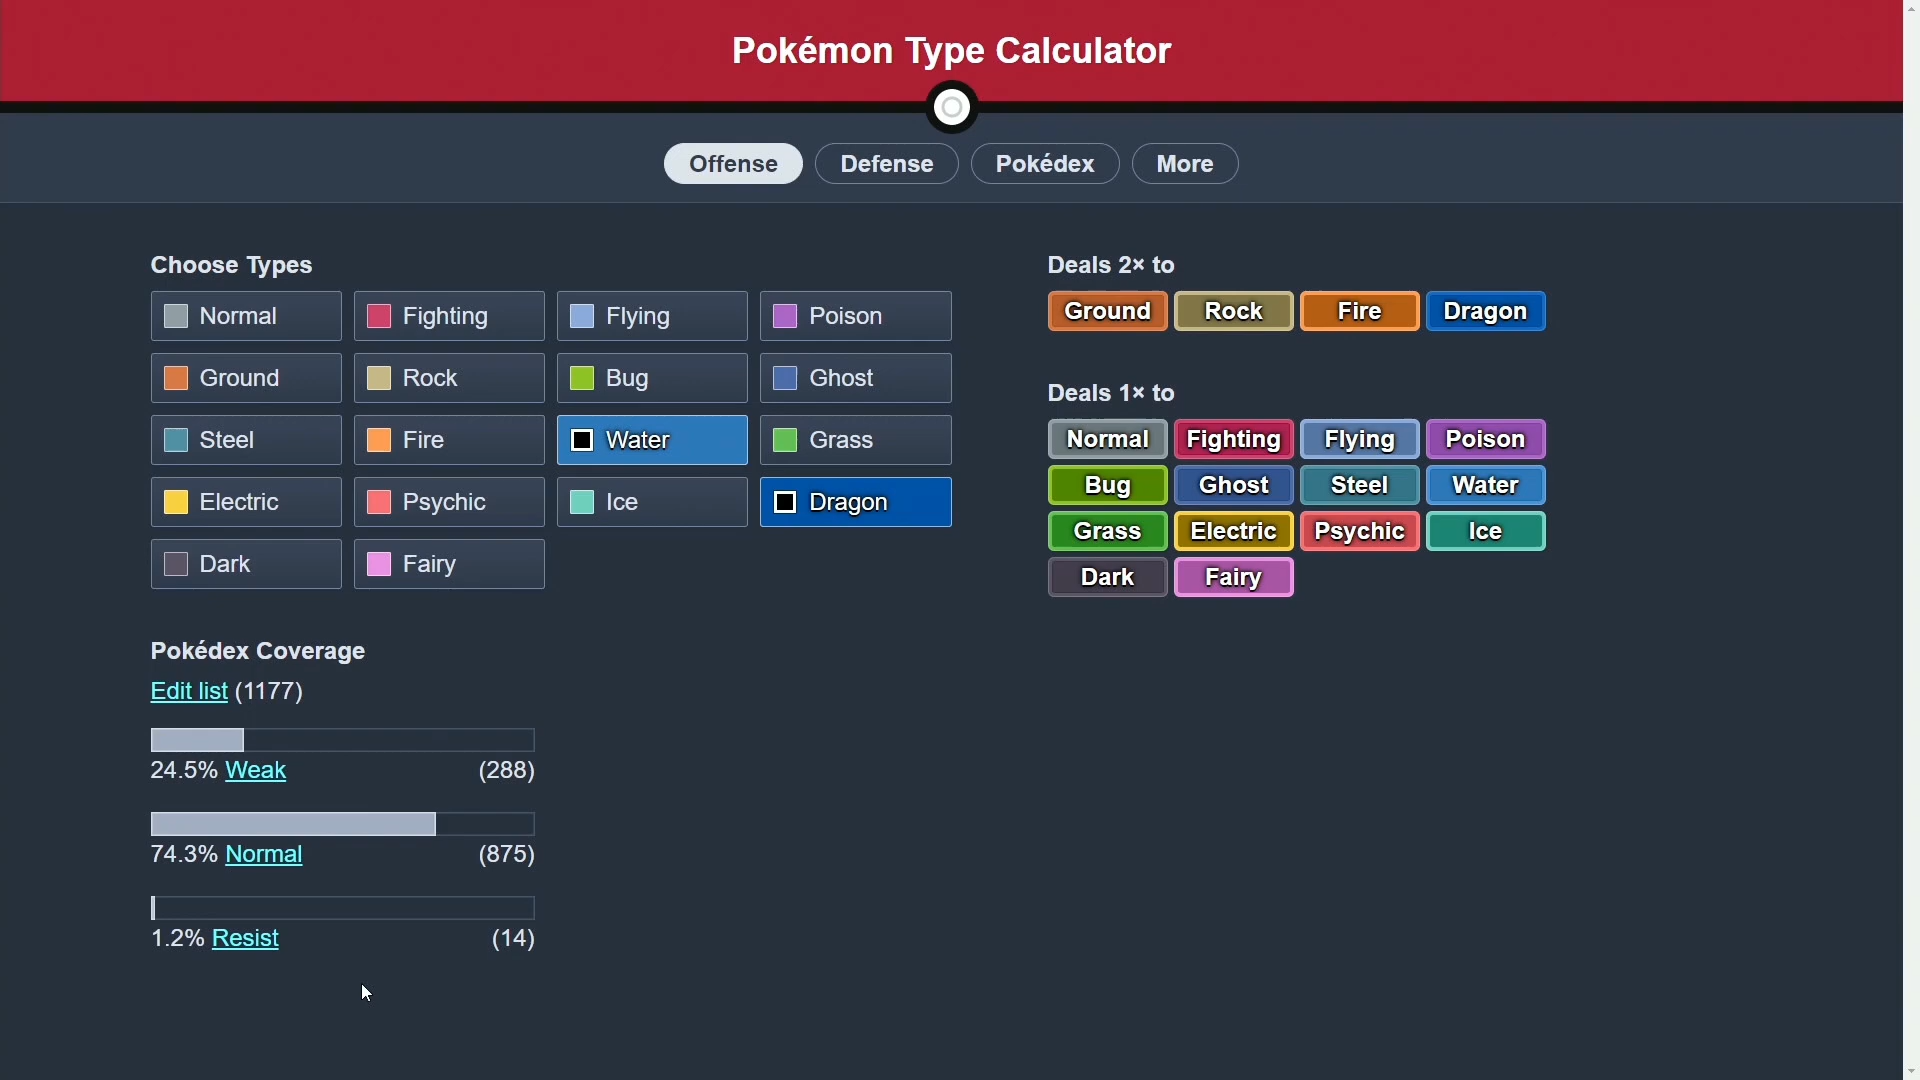 Pokémon Type Calculator
Offense Defense Pokédex More
Choose Types
Normal Fighting Flying Poison
Ground Rock Bug Ghost
Steel Fire Water Grass
Electric Psychic Ice Dragon
Dark Fairy
Pokédex Coverage
Edit list (1177)
24.5% Weak (288)
74.3% Normal (875)
1.2% Resist (14)
Deals 2× to
Ground Rock Fire Dragon
Deals 1× to
Normal Fighting Flying Poison
Bug Ghost Steel Water
Grass Electric Psychic Ice
Dark Fairy